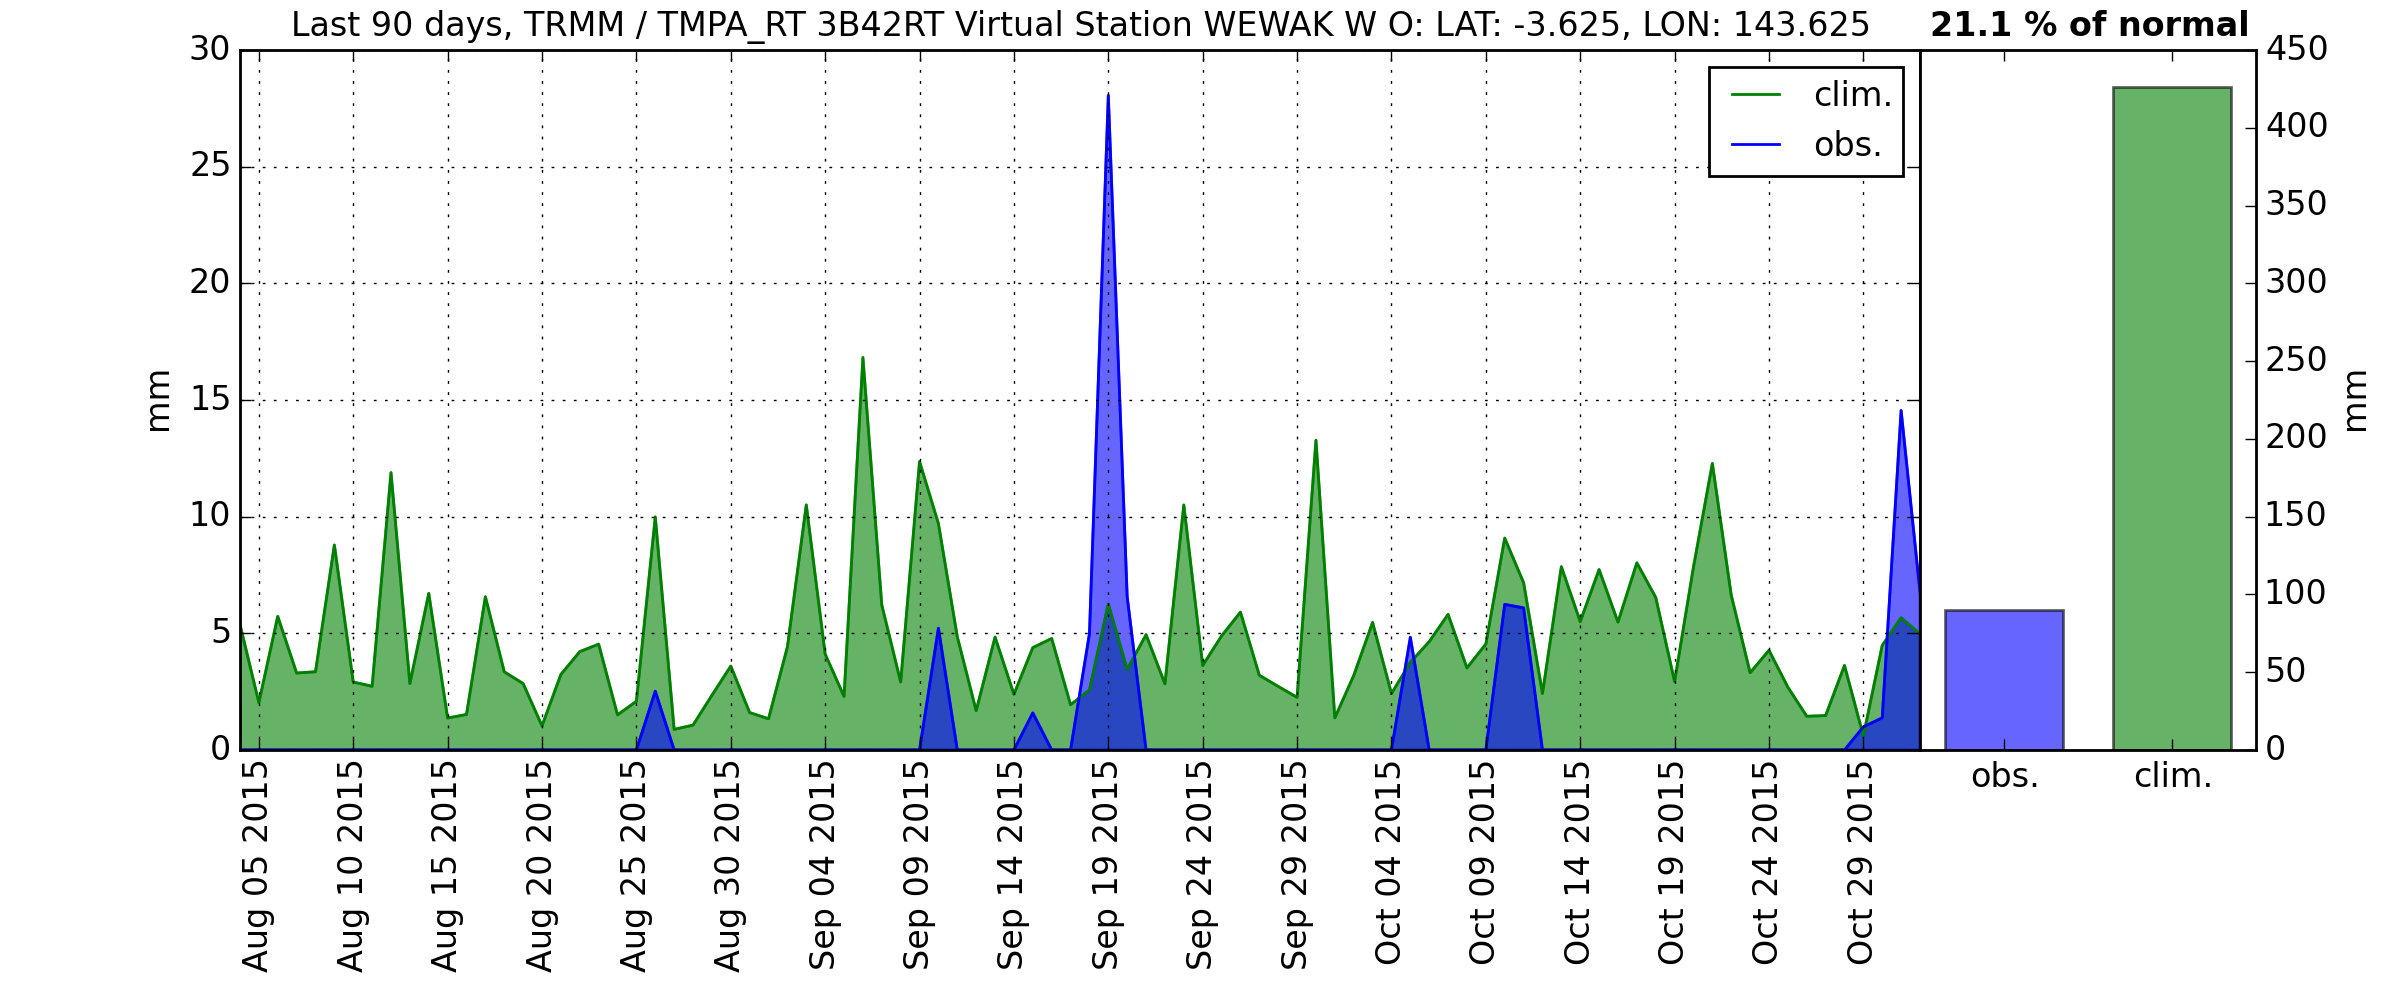 Last 90 days, TRMM / TMPA_RT 3B42RT Virtual Station WEWAK W O: LAT: -3.625, LON: 143.625
21.1 % of normal
30
25
20
15
10
5
0
mm
clim.
obs.
450
400
350
300
250
200
150
100
50
0
mm
Aug 05 2015
Aug 10 2015
Aug 15 2015
Aug 20 2015
Aug 25 2015
Aug 30 2015
Sep 04 2015
Sep 09 2015
Sep 14 2015
Sep 19 2015
Sep 24 2015
Sep 29 2015
Oct 04 2015
Oct 09 2015
Oct 14 2015
Oct 19 2015
Oct 24 2015
Oct 29 2015
obs.
clim.